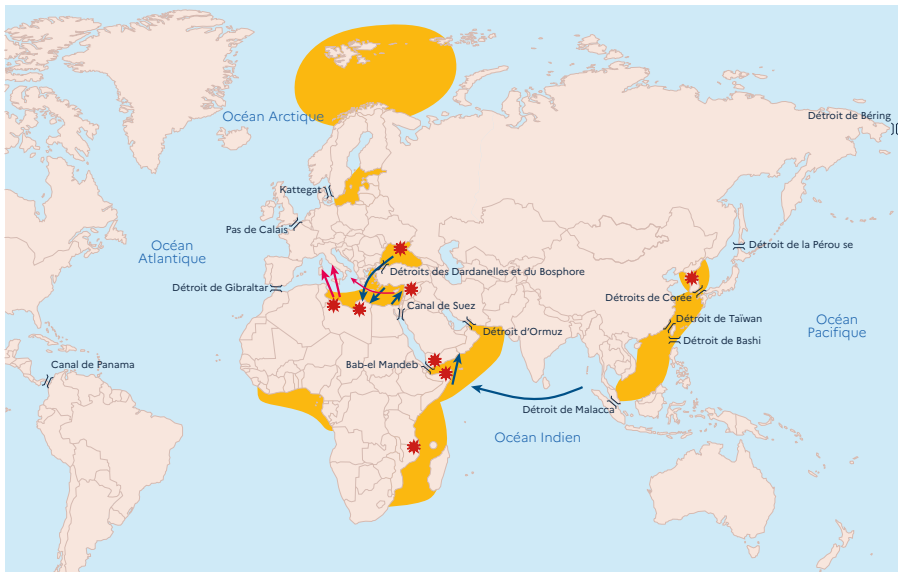 Océan Arctique
Détroit de Béring
Kattegat
Pas de Calais
Océan
Atlantique
Détroit de la Pérou se
Détroits des Dardanelles et du Bosphore
Détroit de Gibraltar
Détroits de Corée
Canal de Suez
Détroit de Taïwan
Océan
Pacifique
Détroit d'Ormuz
Détroit de Bashi
Canal de Panama
Bab-el Mandeb
Détroit de Malacca
Océan Indien